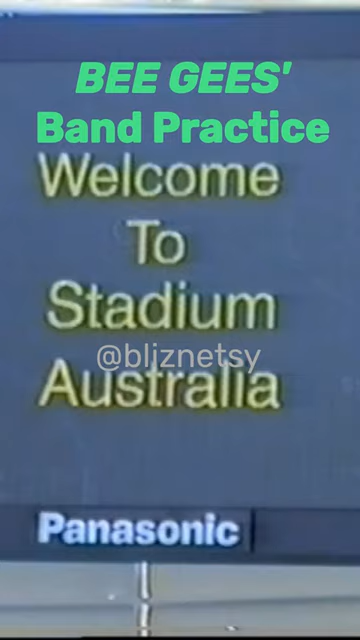 BEE GEES'
Band Practice
Welcome
To
Stadium
@bliznetsy
Australia
Panasonic